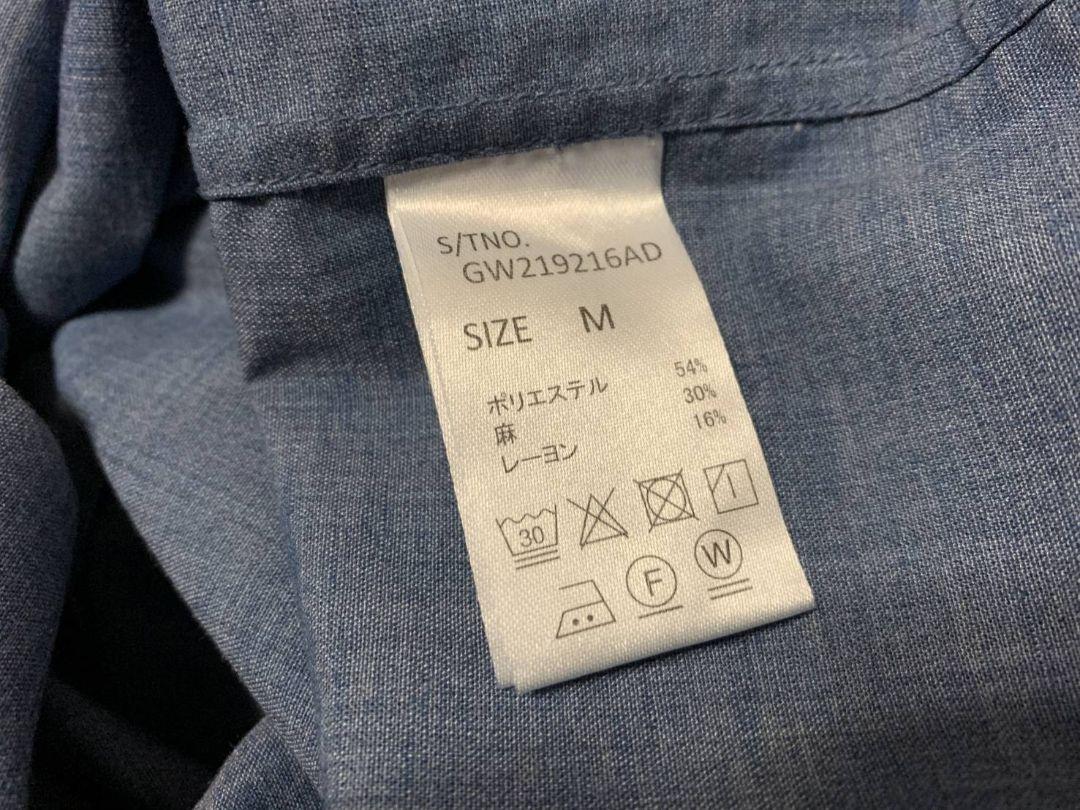 S/TNO.
GW219216AD
SIZE M
ポリエステル 54%
麻 30%
レーヨン 16%
30
F W